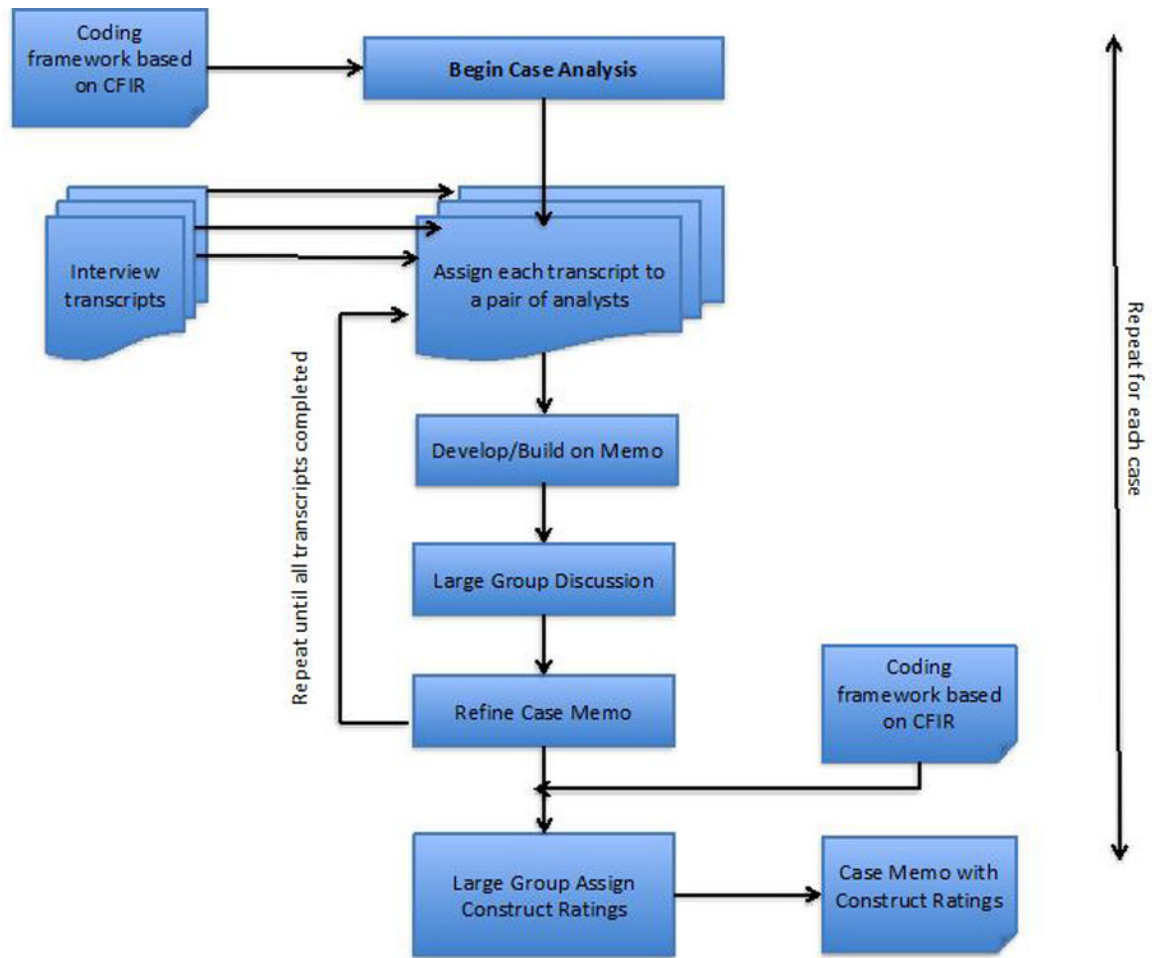 Coding
framework based
on CFIR
Begin Case Analysis
Interview
transcripts
Assign each transcript to
a pair of analysts
Repeat for each case
Develop/Build on Memo
Repeat until all transcripts completed
Large Group Discussion
Refine Case Memo
Coding
framework based
on CFIR
Large Group Assign
Construct Ratings
Case Memo with
Construct Ratings